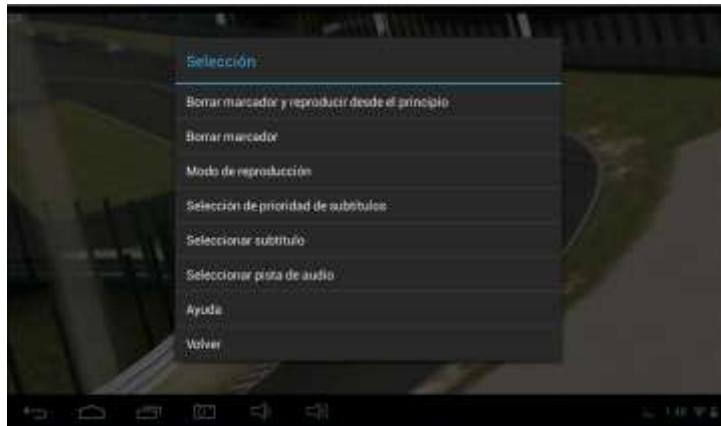 Selección
Borrar marcador y reproducir desde el principio
Borrar marcador
Modo de reproducción
Selección de prioridad de subtítulos
Seleccionar subtítulo
Seleccionar pista de audio
Ayuda
Volver